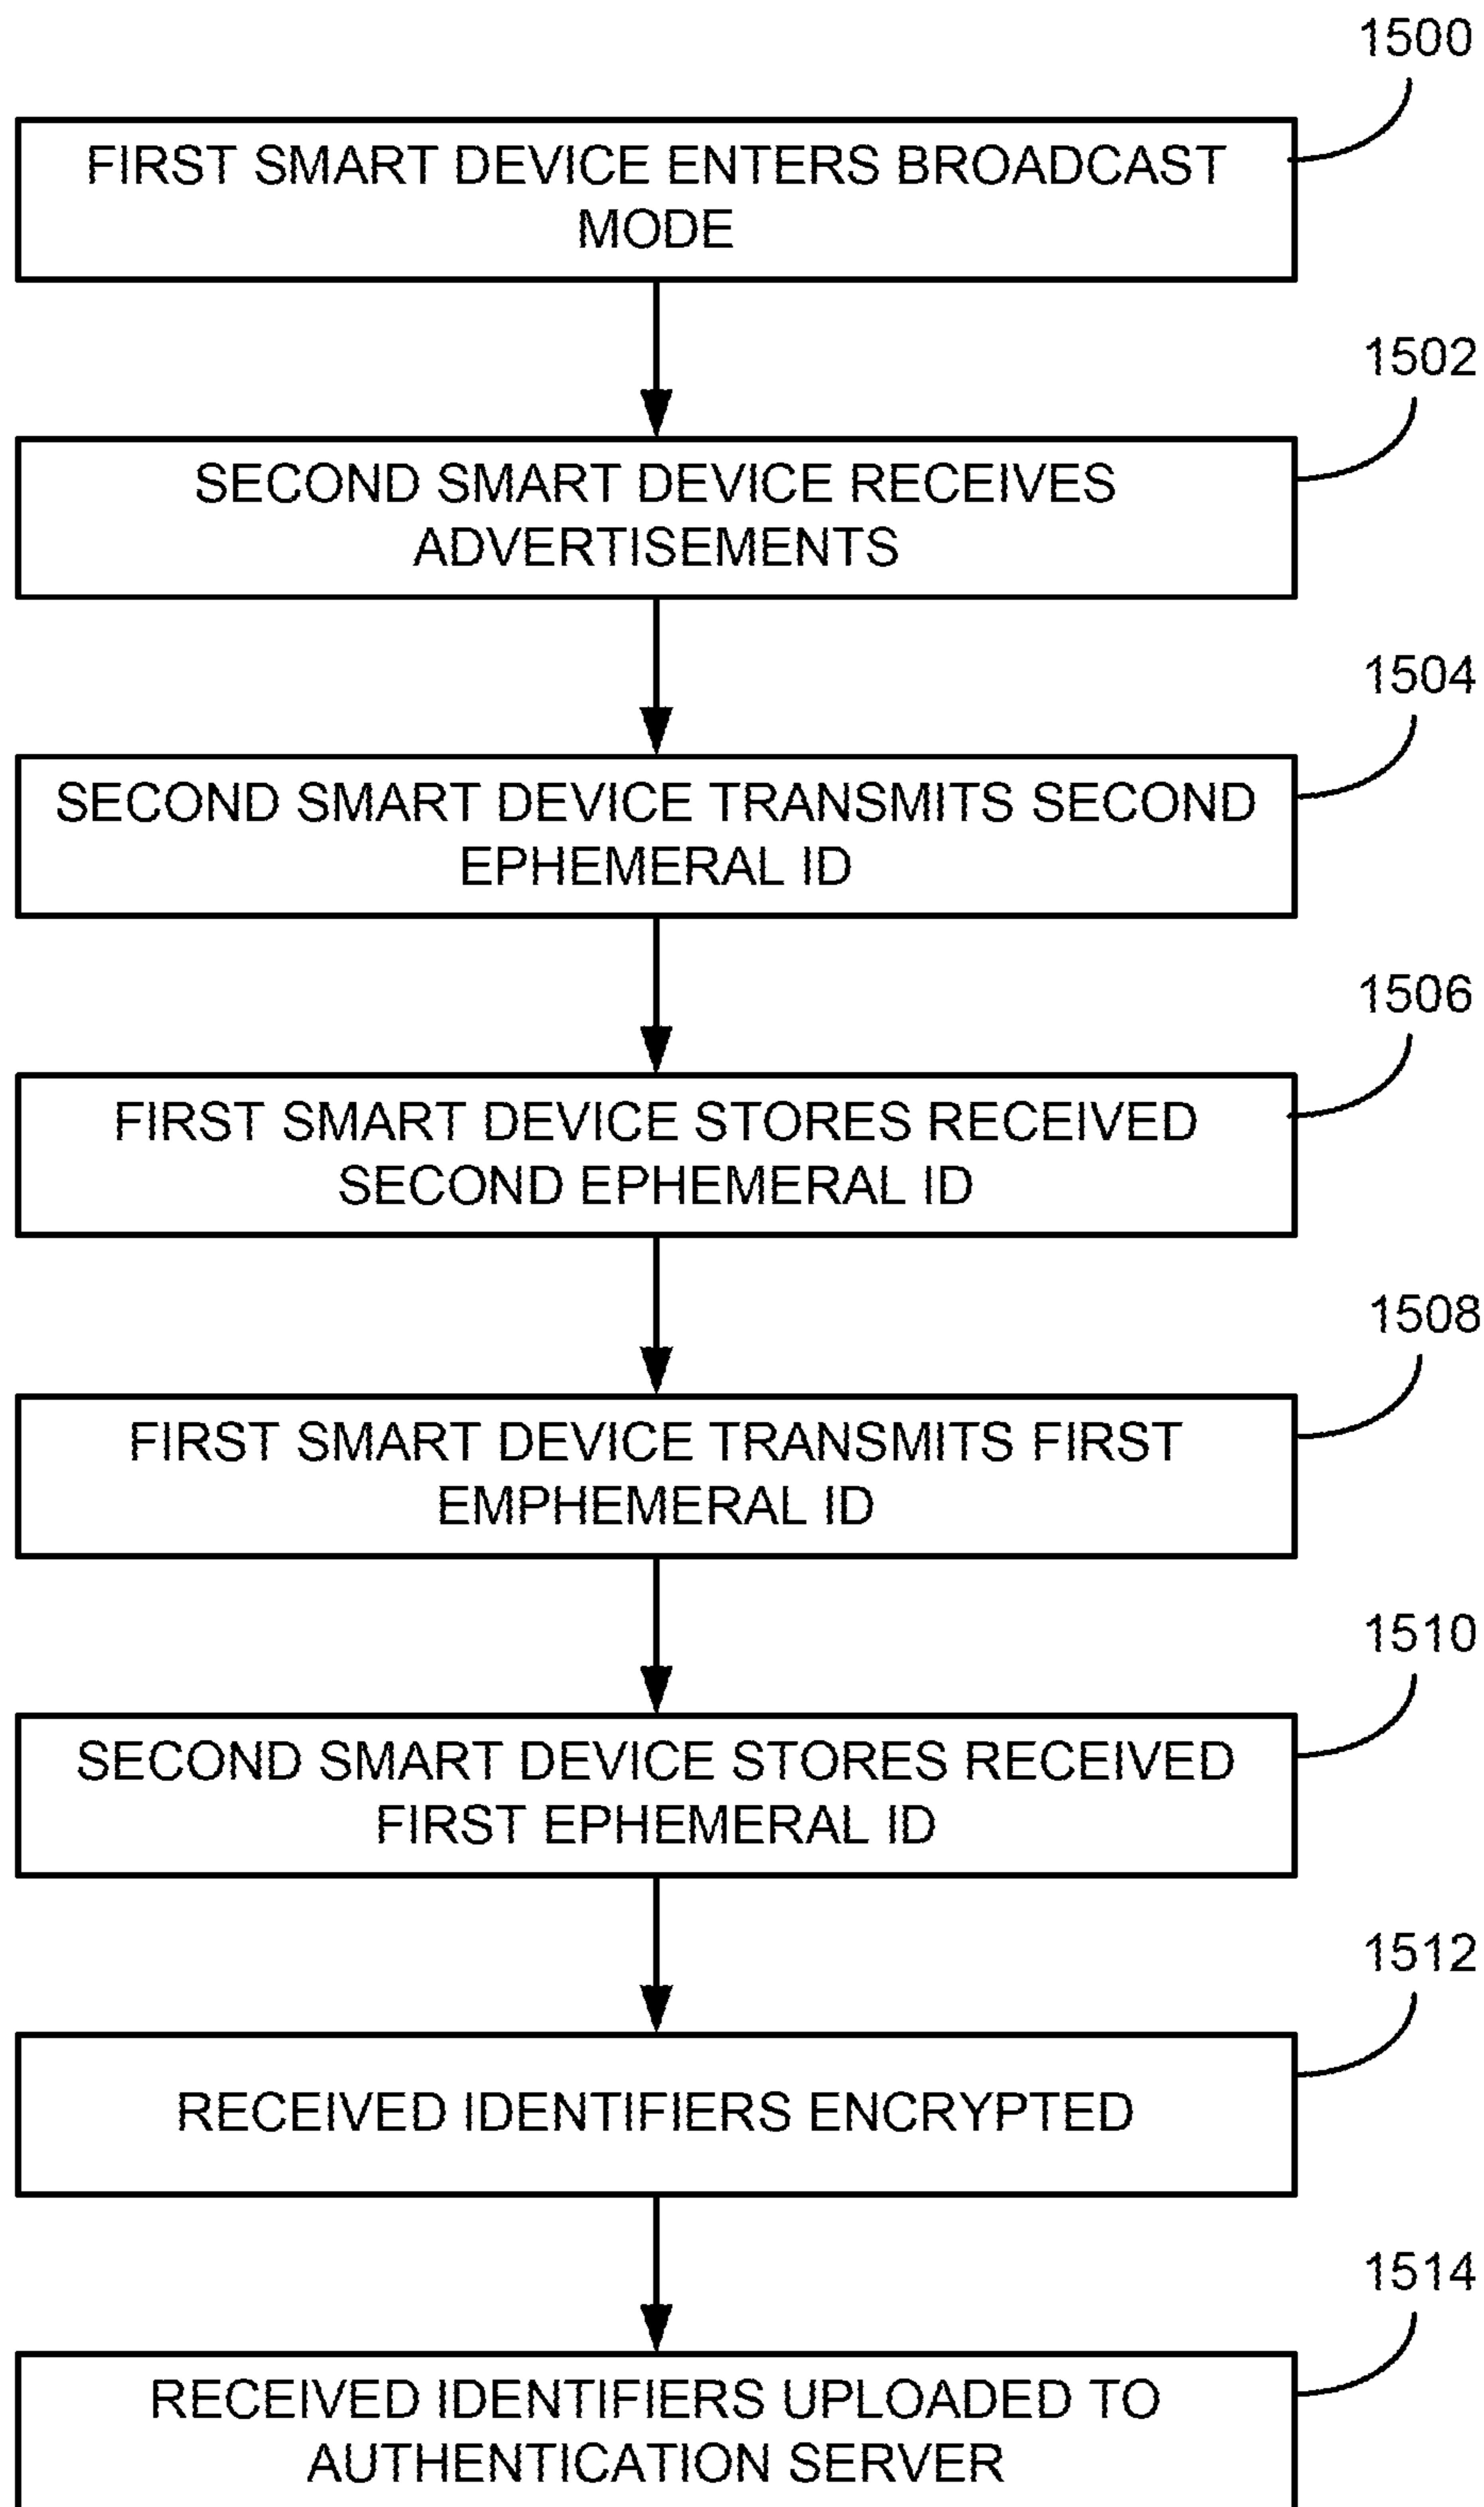 1500
FIRST SMART DEVICE ENTERS BROADCAST
MODE
1502
SECOND SMART DEVICE RECEIVES
ADVERTISEMENTS
1504
SECOND SMART DEVICE TRANSMITS SECOND
EPHEMERAL ID
1506
FIRST SMART DEVICE STORES RECEIVED
SECOND EPHEMERAL ID
1508
FIRST SMART DEVICE TRANSMITS FIRST
EMPHEMERAL ID
1510
SECOND SMART DEVICE STORES RECEIVED
FIRST EPHEMERAL ID
1512
RECEIVED IDENTIFIERS ENCRYPTED
1514
RECEIVED IDENTIFIERS UPLOADED TO
AUTHENTICATION SERVER